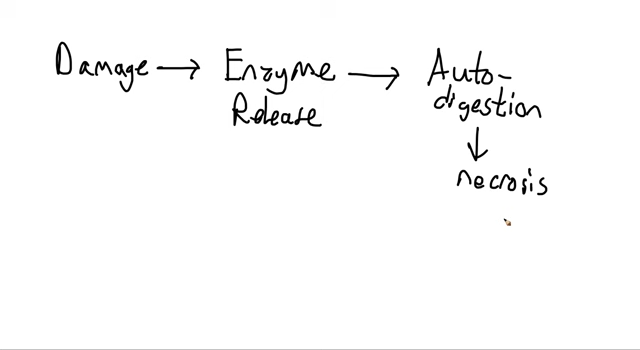 Damage → Enzyme → Auto-
Release digestion
↓
necrosis